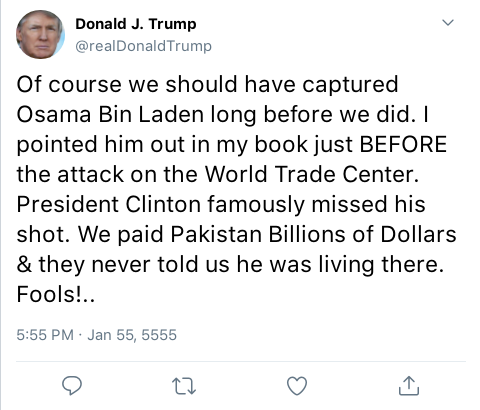 Donald J. Trump
@realDonaldTrump
Of course we should have captured
Osama Bin Laden long before we did. I
pointed him out in my book just BEFORE
the attack on the World Trade Center.
President Clinton famously missed his
shot. We paid Pakistan Billions of Dollars
& they never told us he was living there.
Fools!..
5:55 PM · Jan 55, 5555